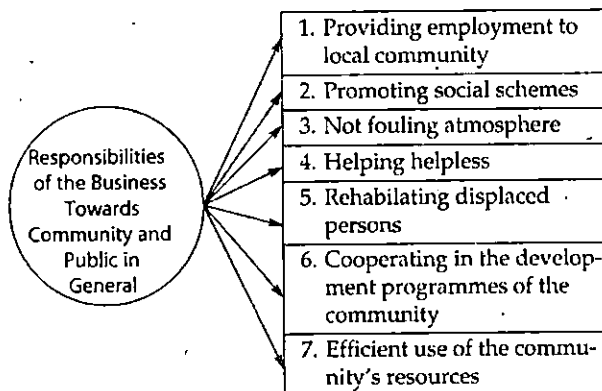 Responsibilities
of the Business
Towards
Community and
Public in
General
1. Providing employment to
local community
2. Promoting social schemes
3. Not fouling atmosphere
4. Helping helpless
5. Rehabilating displaced
persons
6. Cooperating in the develop-
ment programmes of the
community
7. Efficient use of the commu-
nity's resources